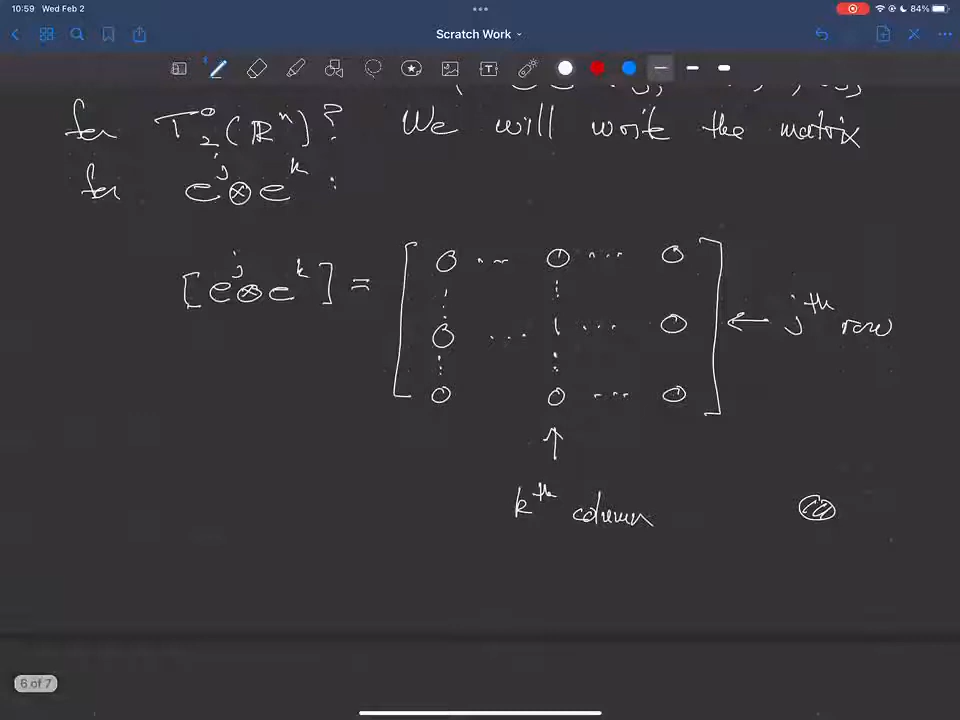 10:59 Wed Feb 2
84%
Scratch Work
for T⁰₂(ℝⁿ)? We will write the matrix
for eʲ⊗eᵏ :
[eʲ⊗eᵏ] = [ 0 ... 0 ... 0
0 ... 1 ... 0 ← jᵗʰ row
0 0 ... 0 ]
↑
kᵗʰ column
6 of 7